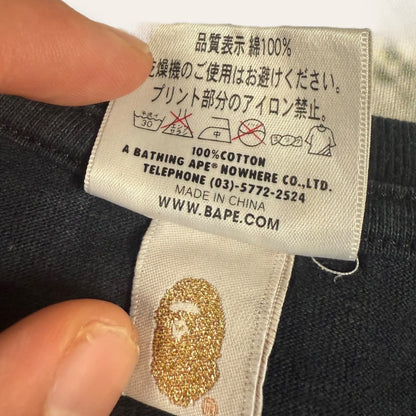 品質表示 綿100%
乾燥機のご使用はお避けください。
プリント部分のアイロン禁止。
30 中
100%COTTON
A BATHING APE® NOWHERE CO.,LTD.
TELEPHONE (03)-5772-2524
MADE IN CHINA
WWW.BAPE.COM